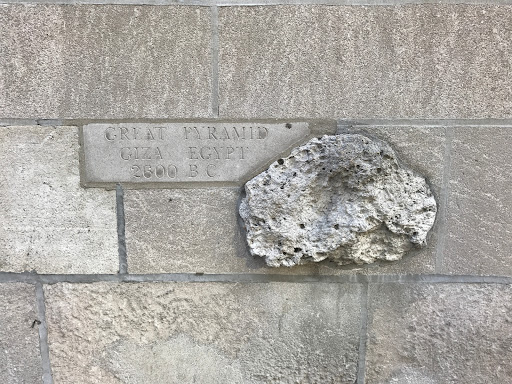 GREAT PYRAMID
GIZA EGYPT
2600 B C